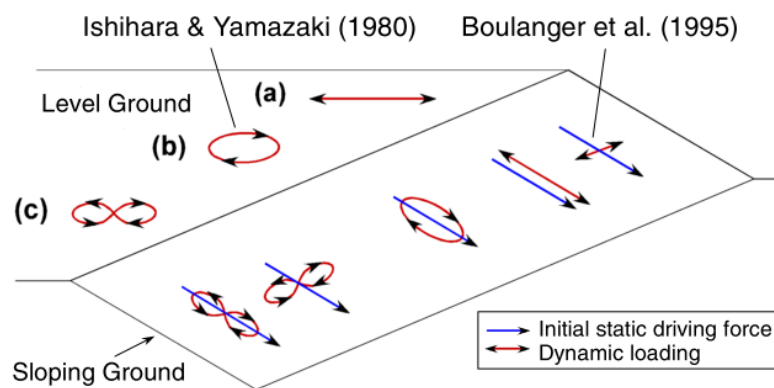 Ishihara & Yamazaki (1980)
Boulanger et al. (1995)
Level Ground
(a)
(b)
(c)
Sloping Ground
Initial static driving force
Dynamic loading